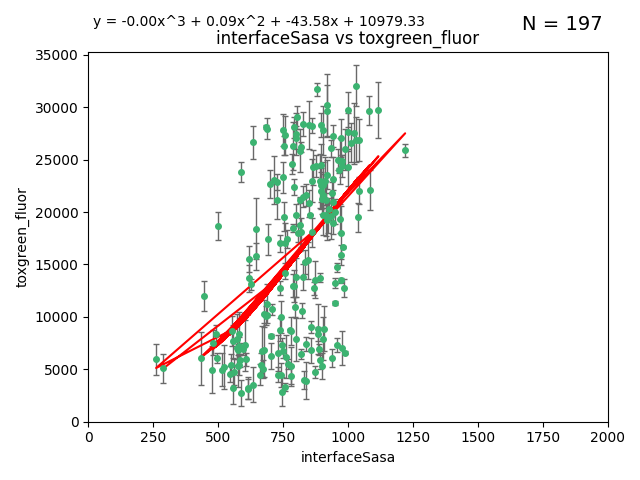 y = -0.00x^3 + 0.09x^2 + -43.58x + 10979.33
N = 197
interfaceSasa vs toxgreen_fluor
35000
30000
25000
20000
15000
10000
5000
0
toxgreen_fluor
0 250 500 750 1000 1250 1500 1750 2000
interfaceSasa